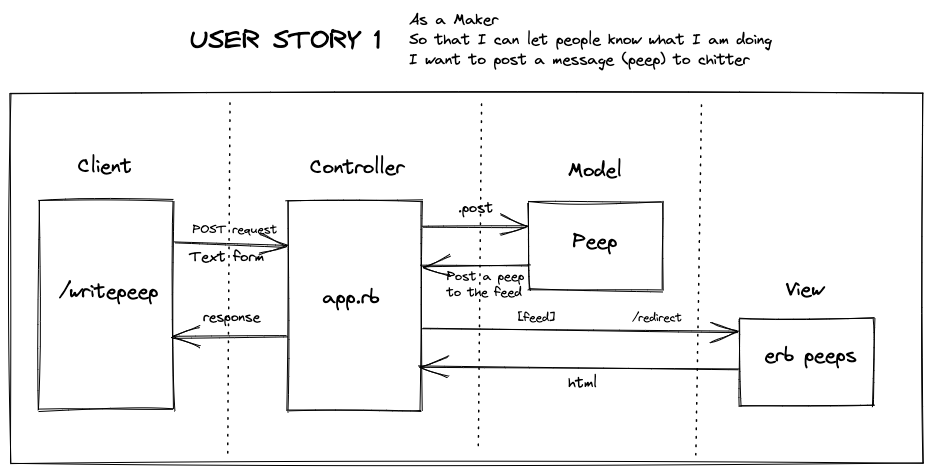 USER STORY 1
As a Maker
So that I can let people know what I am doing
I want to post a message (peep) to chitter
Client
Controller
Model
View
/writepeep
POST request
Text form
response
app.rb
.post
Post a peep
to the feed
Peep
[feed]
/redirect
html
erb peeps